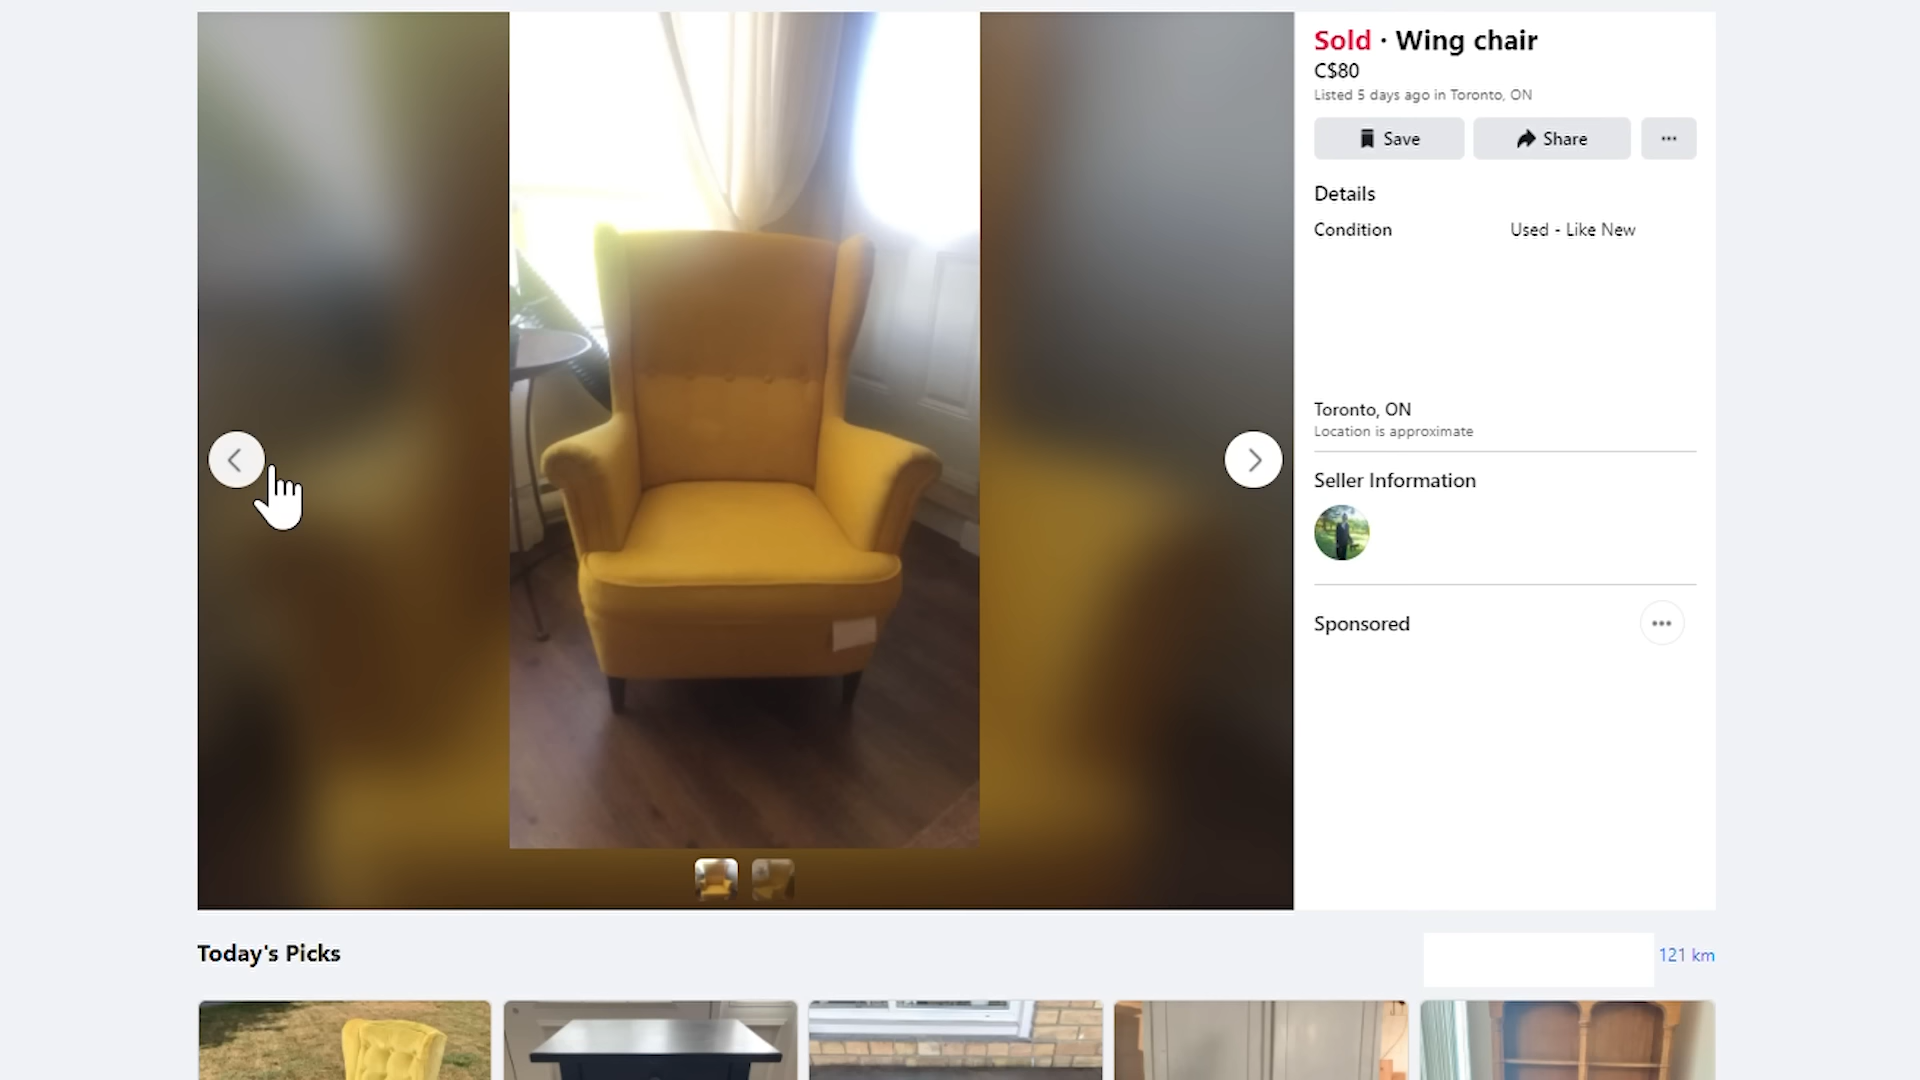 Sold · Wing chair
C$80
Listed 5 days ago in Toronto, ON
Save
Share
Details
Condition
Used - Like New
Toronto, ON
Location is approximate
Seller Information
Sponsored
Today's Picks
121 km